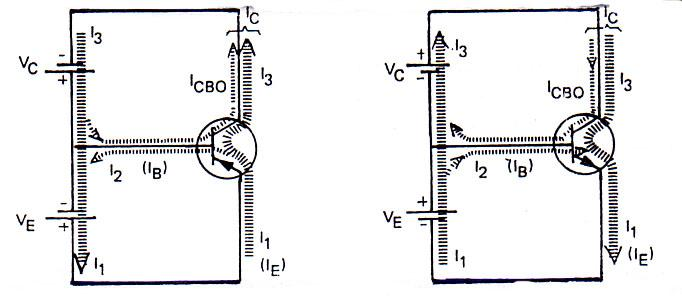 I3
IC
VC
-
+
ICBO
I3
I2
(IB)
VE
-
+
I1
I1
(IE)
I3
IC
+
VC
-
ICBO
I3
I2
(IB)
+
VE
-
I1
I1
(IE)